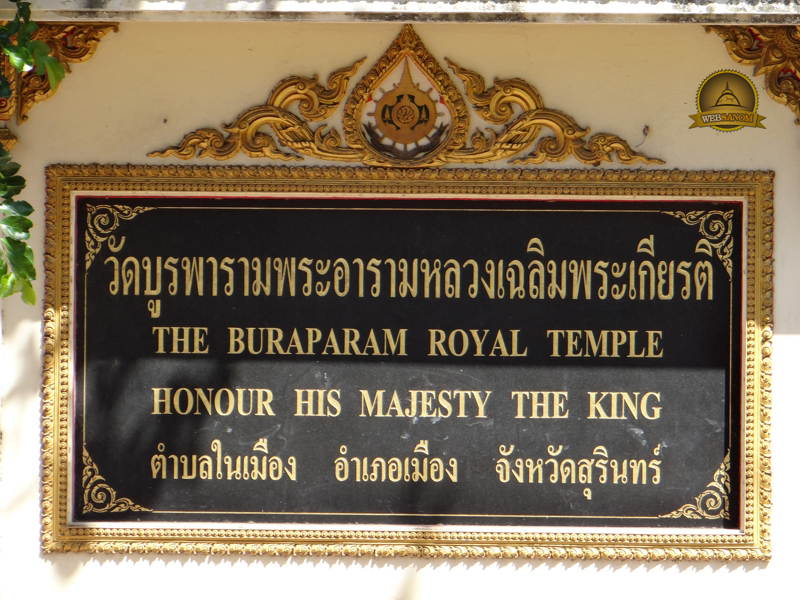 WEBSANOM
วัดบูรพารามพระอารามหลวงเฉลิมพระเกียรติ
THE BURAPARAM ROYAL TEMPLE
HONOUR HIS MAJESTY THE KING
ตำบลในเมือง อำเภอเมือง จังหวัดสุรินทร์